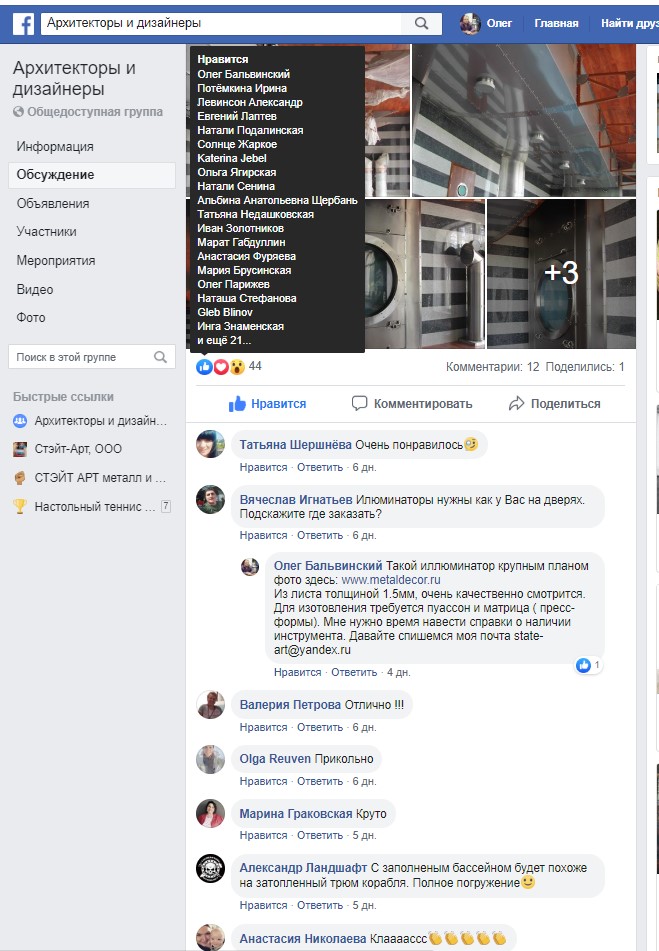 Архитекторы и дизайнеры
Олег
Главная
Найти друз
Архитекторы и
дизайнеры
Общедоступная группа
Информация
Обсуждение
Объявления
Участники
Мероприятия
Видео
Фото
Поиск в этой группе
Быстрые ссылки
Архитекторы и дизайн...
Стэйт-Арт, ООО
СТЭЙТ АРТ металл и ...
Настольный теннис ... 7
Нравится
Олег Бальвинский
Потёмкина Ирина
Левинсон Александр
Евгений Лаптев
Натали Подалинская
Солнце Жаркое
Katerina Jebel
Ольга Ягирская
Натали Сенина
Альбина Анатольевна Щербань
Татьяна Недашковская
Иван Золотников
Марат Габдуллин
Анастасия Фуряева
Мария Брусинская
Олег Парижев
Наташа Стефанова
Gleb Blinov
Инга Знаменская
и ещё 21...
+3
44
Комментарии: 12 Поделились: 1
Нравится
Комментировать
Поделиться
Татьяна Шершнёва Очень понравилось🤣
Нравится · Ответить · 6 дн.
Вячеслав Игнатьев Илюминаторы нужны как у Вас на дверях.
Подскажите где заказать?
Нравится · Ответить · 6 дн.
Олег Бальвинский Такой иллюминатор крупным планом
фото здесь: www.metaldecor.ru
Из листа толщиной 1.5мм, очень качественно смотрится.
Для изотовления требуется пуассон и матрица ( пресс-
формы). Мне нужно время навести справки о наличии
инструмента. Давайте спишемся моя почта state-
art@yandex.ru
1
Нравится · Ответить · 4 дн.
Валерия Петрова Отлично !!!
Нравится · Ответить · 6 дн.
Olga Reuven Прикольно
Нравится · Ответить · 6 дн.
Марина Граковская Круто
Нравится · Ответить · 5 дн.
Александр Ландшафт С заполненым бассейном будет похоже
на затопленный трюм корабля. Полное погружение🙂
Нравится · Ответить · 5 дн.
Анастасия Николаева Клааааccc👏👏👏👏👏